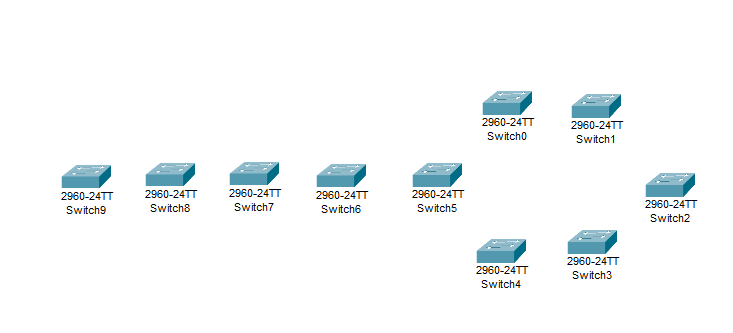 2960-24TT
Switch0
2960-24TT
Switch1
2960-24TT
Switch9
2960-24TT
Switch8
2960-24TT
Switch7
2960-24TT
Switch6
2960-24TT
Switch5
2960-24TT
Switch2
2960-24TT
Switch4
2960-24TT
Switch3